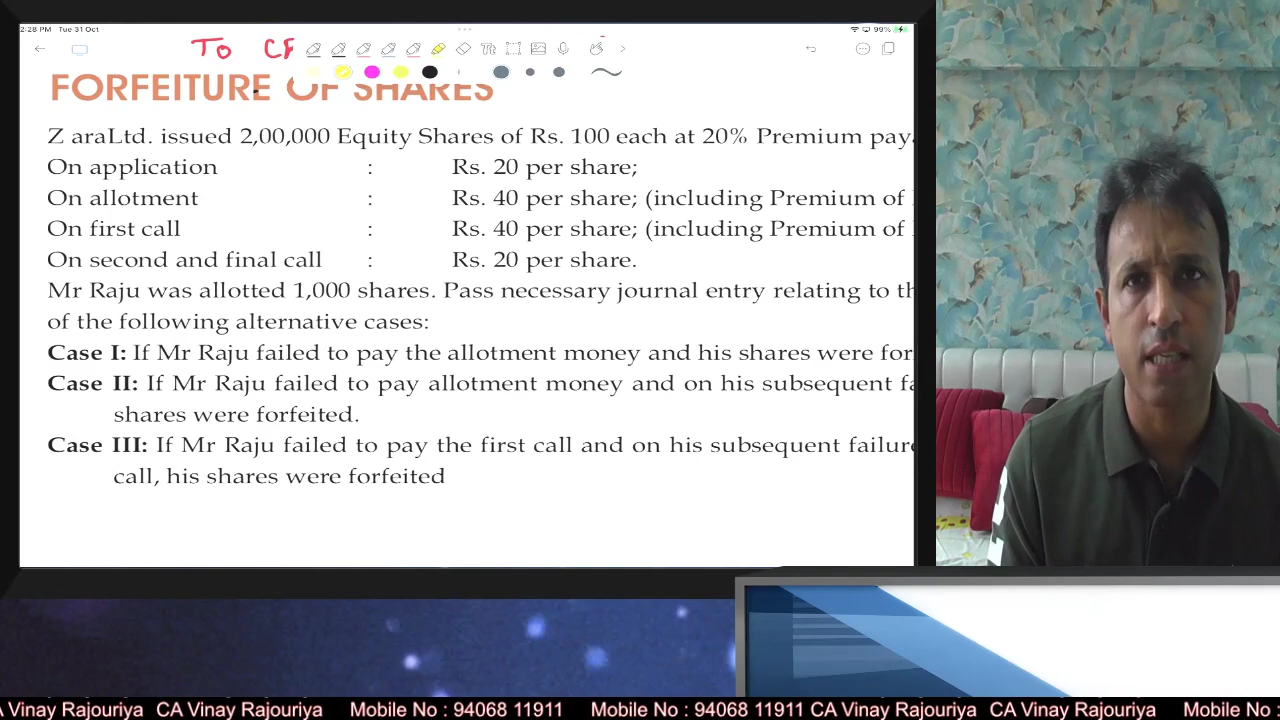 2:28 PM Tue 31 Oct
99%
To CF
FORFEITURE OF SHARES
Z araLtd. issued 2,00,000 Equity Shares of Rs. 100 each at 20% Premium
On application : Rs. 20 per share;
On allotment : Rs. 40 per share; (including Premium of
On first call : Rs. 40 per share; (including Premium of
On second and final call : Rs. 20 per share.
Mr Raju was allotted 1,000 shares. Pass necessary journal entry relating to
of the following alternative cases:
Case I: If Mr Raju failed to pay the allotment money and his shares were
Case II: If Mr Raju failed to pay allotment money and on his subsequent
shares were forfeited.
Case III: If Mr Raju failed to pay the first call and on his subsequent failure
call, his shares were forfeited
Vinay Rajouriya CA Vinay Rajouriya Mobile No : 94068 11911 Mobile No : 94068 11911 CA Vinay Rajouriya CA Vinay Rajouriya Mobile No :